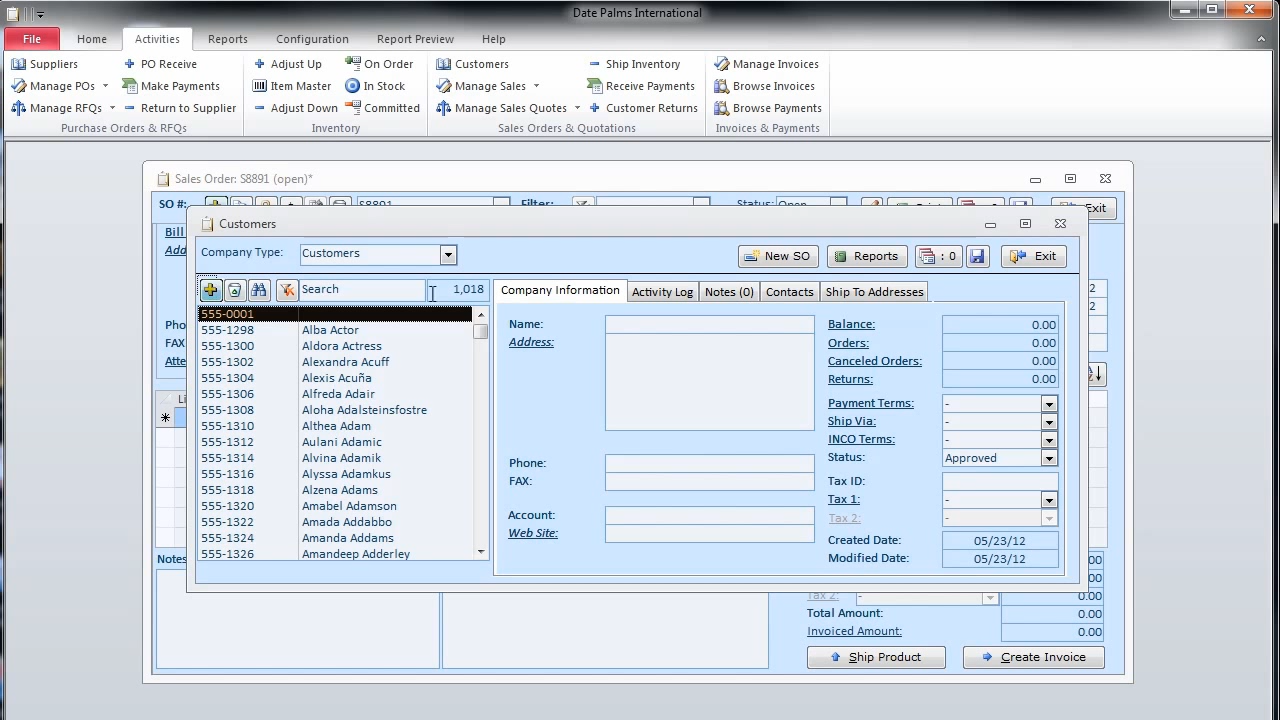 Date Palms International
File Home Activities Reports Configuration Report Preview Help
Suppliers PO Receive Adjust Up On Order Customers Ship Inventory Manage Invoices
Manage POs Make Payments Item Master In Stock Manage Sales Receive Payments Browse Invoices
Manage RFQs Return to Supplier Adjust Down Committed Manage Sales Quotes Customer Returns Browse Payments
Purchase Orders & RFQs Inventory Sales Orders & Quotations Invoices & Payments
Sales Order: S8891 (open)*
SO #: S8891 Filter: Status: Open Exit
Customers
Bill
Company Type: Customers New SO Reports : 0 Exit
Search 1,018
Company Information Activity Log Notes (0) Contacts Ship To Addresses
555-0001
555-1298 Alba Actor
555-1300 Aldora Actress
555-1302 Alexandra Acuff
555-1304 Alexis Acuña
555-1306 Alfreda Adair
555-1308 Aloha Adalsteinsfostre
555-1310 Althea Adam
555-1312 Aulani Adamic
555-1314 Alvina Adamik
555-1316 Alyssa Adamkus
555-1318 Alzena Adams
555-1320 Amabel Adamson
555-1322 Amada Addabbo
555-1324 Amanda Addams
555-1326 Amandeep Adderley
Name:
Address:
Phone:
FAX:
Account:
Web Site:
Balance: 0.00
Orders: 0.00
Canceled Orders: 0.00
Returns: 0.00
Payment Terms: -
Ship Via: -
INCO Terms: -
Status: Approved
Tax ID:
Tax 1: -
Tax 2: -
Created Date: 05/23/12
Modified Date: 05/23/12
FAX
Notes
Tax 2: - 0.00
Total Amount: 0.00
Invoiced Amount: 0.00
Ship Product Create Invoice